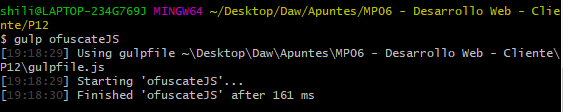 shili@LAPTOP-234G769J MINGW64 ~/Desktop/Daw/Apuntes/MP06 - Desarrollo Web - Clie
nte/P12
$ gulp ofuscateJS
[19:18:29] Using gulpfile ~\Desktop\Daw\Apuntes\MP06 - Desarrollo Web - Cliente\
P12\gulpfile.js
[19:18:29] Starting 'ofuscateJS'...
[19:18:30] Finished 'ofuscateJS' after 161 ms